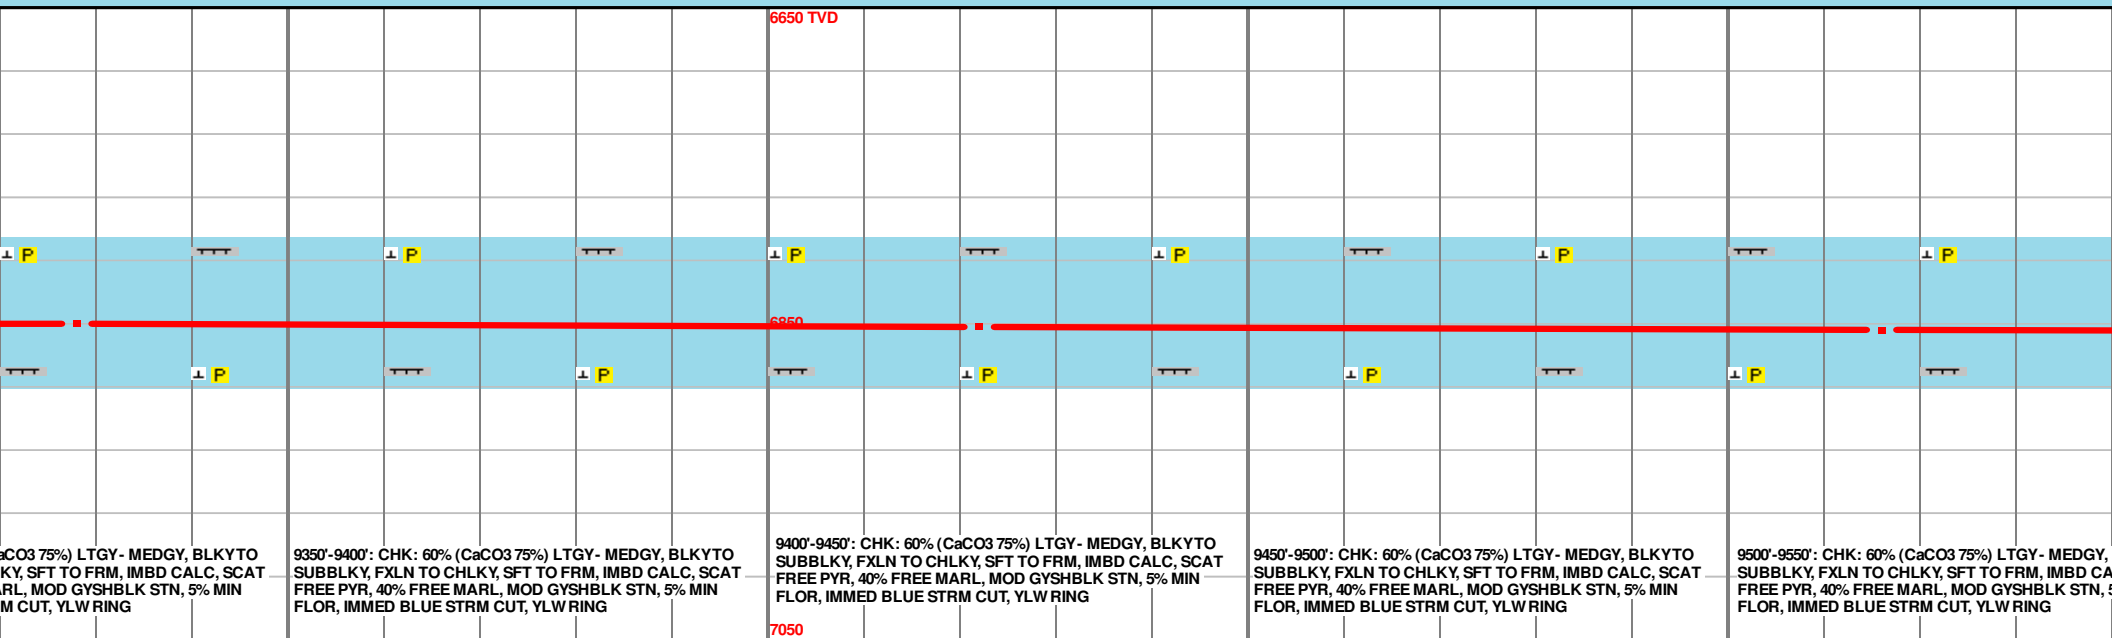 6650 TVD
P
P
P
P
P
P
6850
P
P
P
P
P
aCO3 75%) LTGY- MEDGY, BLKY TO
KY, SFT TO FRM, IMBD CALC, SCAT
ARL, MOD GYSHBLK STN, 5% MIN
M CUT, YLW RING
9350'-9400': CHK: 60% (CaCO3 75%) LTGY- MEDGY, BLKY TO
SUBBLKY, FXLN TO CHLKY, SFT TO FRM, IMBD CALC, SCAT
FREE PYR, 40% FREE MARL, MOD GYSHBLK STN, 5% MIN
FLOR, IMMED BLUE STRM CUT, YLW RING
9400'-9450': CHK: 60% (CaCO3 75%) LTGY- MEDGY, BLKY TO
SUBBLKY, FXLN TO CHLKY, SFT TO FRM, IMBD CALC, SCAT
FREE PYR, 40% FREE MARL, MOD GYSHBLK STN, 5% MIN
FLOR, IMMED BLUE STRM CUT, YLW RING
9450'-9500': CHK: 60% (CaCO3 75%) LTGY- MEDGY, BLKY TO
SUBBLKY, FXLN TO CHLKY, SFT TO FRM, IMBD CALC, SCAT
FREE PYR, 40% FREE MARL, MOD GYSHBLK STN, 5% MIN
FLOR, IMMED BLUE STRM CUT, YLW RING
9500'-9550': CHK: 60% (CaCO3 75%) LTGY- MEDGY,
SUBBLKY, FXLN TO CHLKY, SFT TO FRM, IMBD CA
FREE PYR, 40% FREE MARL, MOD GYSHBLK STN,
FLOR, IMMED BLUE STRM CUT, YLW RING
7050